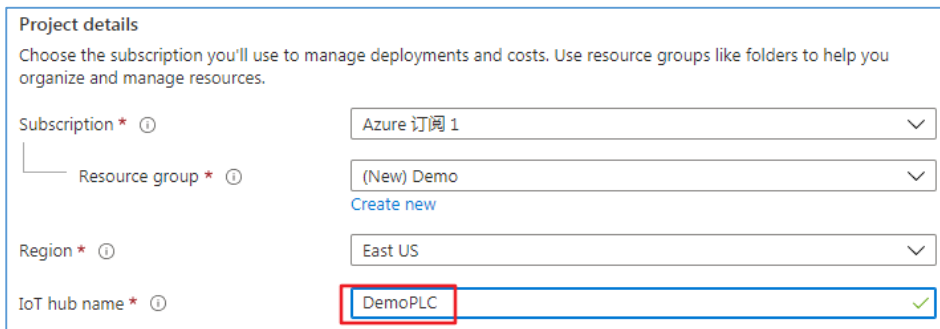 Project details
Choose the subscription you'll use to manage deployments and costs. Use resource groups like folders to help you
organize and manage resources.
Subscription *
Azure 订阅 1
Resource group *
(New) Demo
Create new
Region *
East US
IoT hub name *
DemoPLC